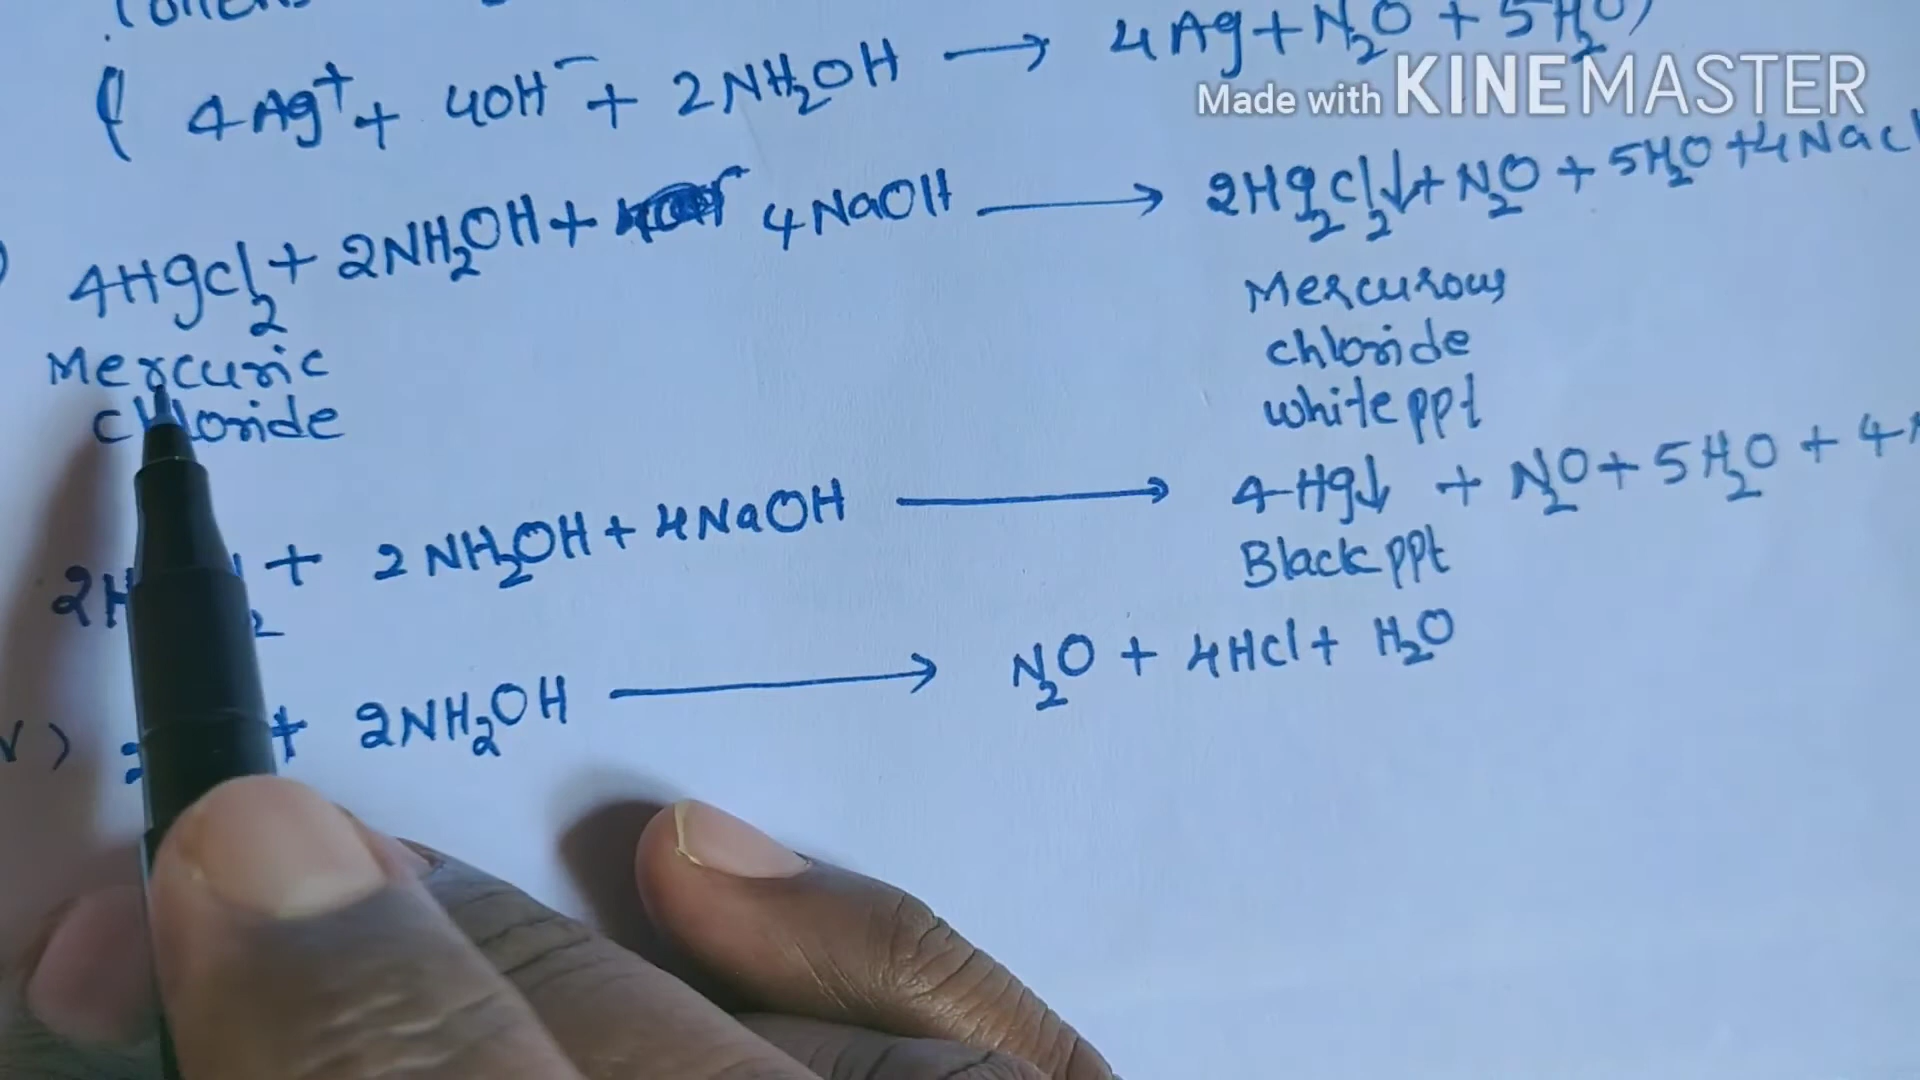 4Ag⁺ + 4OH⁻ + 2NH₂OH → 4Ag + N₂O + 5H₂O
Made with KINEMASTER
4HgCl₂ + 2NH₂OH + 4NaOH → 2Hg₂Cl₂↓ + N₂O + 5H₂O + 4NaCl
Mercuric
chloride
Mercurous
chloride
white ppt
+ 2NH₂OH + 4NaOH → 4Hg↓ + N₂O + 5H₂O + 4
Black ppt
+ 2NH₂OH → N₂O + 4HCl + H₂O